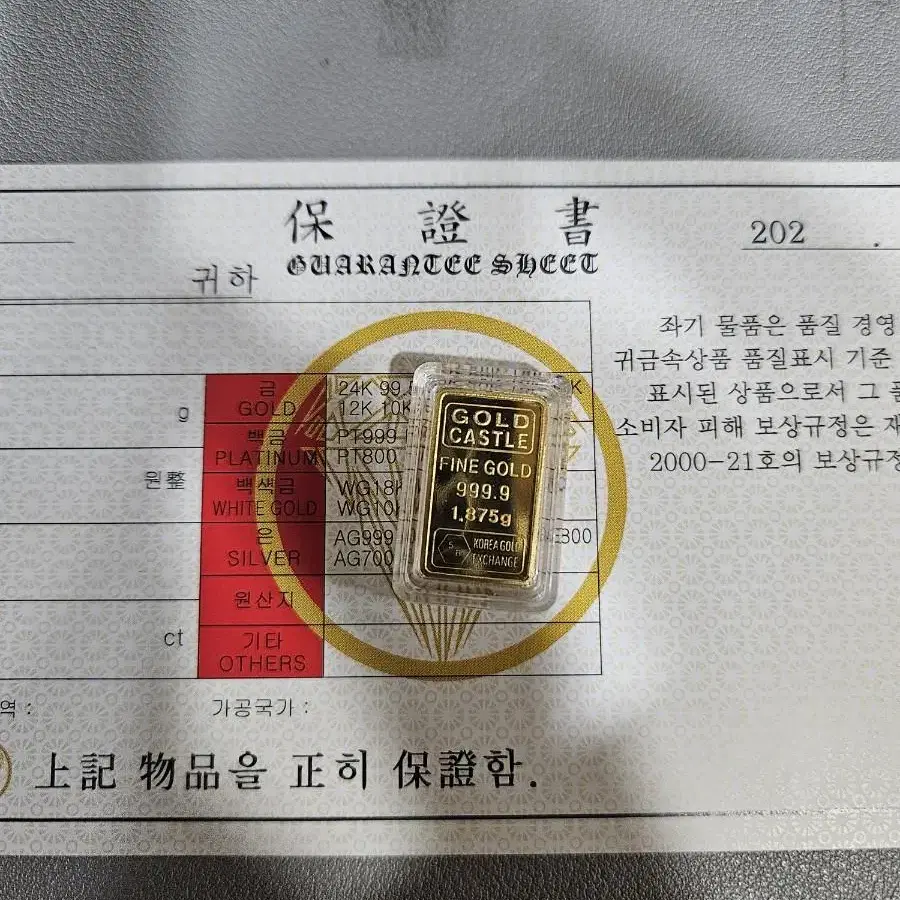 保 證 書
GUARANTEE SHEET
202 .
귀하
좌기 물품은 품질 경영
귀금속상품 품질표시 기준
표시된 상품으로서 그
소비자 피해 보상규정은
2000-21호의 보상규정
g
원整
ct
금
GOLD
24K 99.
12K 10K
백금
PLATINUM
PT999
PT800
백색금
WHITE GOLD
WG18K
WG10
은
SILVER
AG999
AG700
800
원산지
기타
OTHERS
GOLD
CASTLE
FINE GOLD
999.9
1.875g
KOREA GOLD
EXCHANGE
역 :
가공국가 :
上記 物品을 正히 保證함.